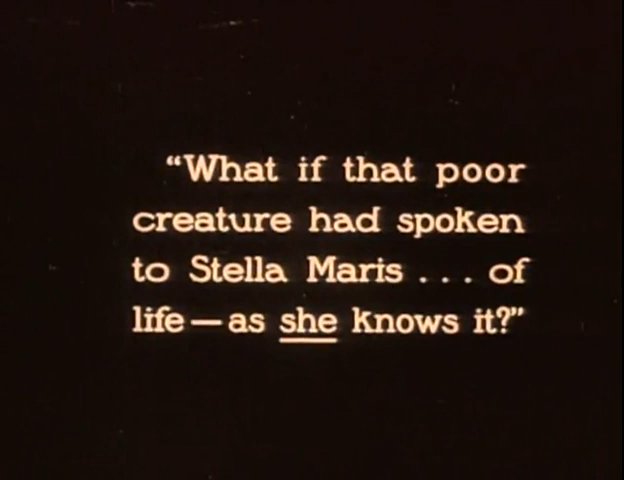 “What if that poor
creature had spoken
to Stella Maris . . . of
life — as she knows it?”